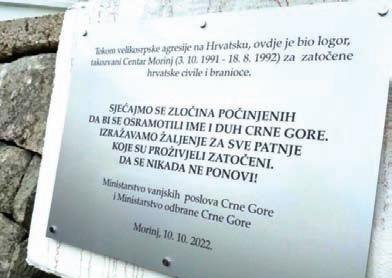 Tokom velikosrpske agresije na Hrvatsku, ovdje je bio logor,
takozvani Centar Morinj (3. 10. 1991 - 18. 8. 1992) za zatočene
hrvatske civile i branioce.
SJEĆAJMO SE ZLOČINA POČINJENIH
DA BI SE OSRAMOTILI IME I DUH CRNE GORE.
IZRAŽAVAMO ŽALJENJE ZA SVE PATNJE
KOJE SU PROŽIVJELI ZATOČENI.
DA SE NIKADA NE PONOVI!
Ministarstvo vanjskih poslova Crne Gore
i Ministarstvo odbrane Crne Gore
Morinj, 10. 10. 2022.